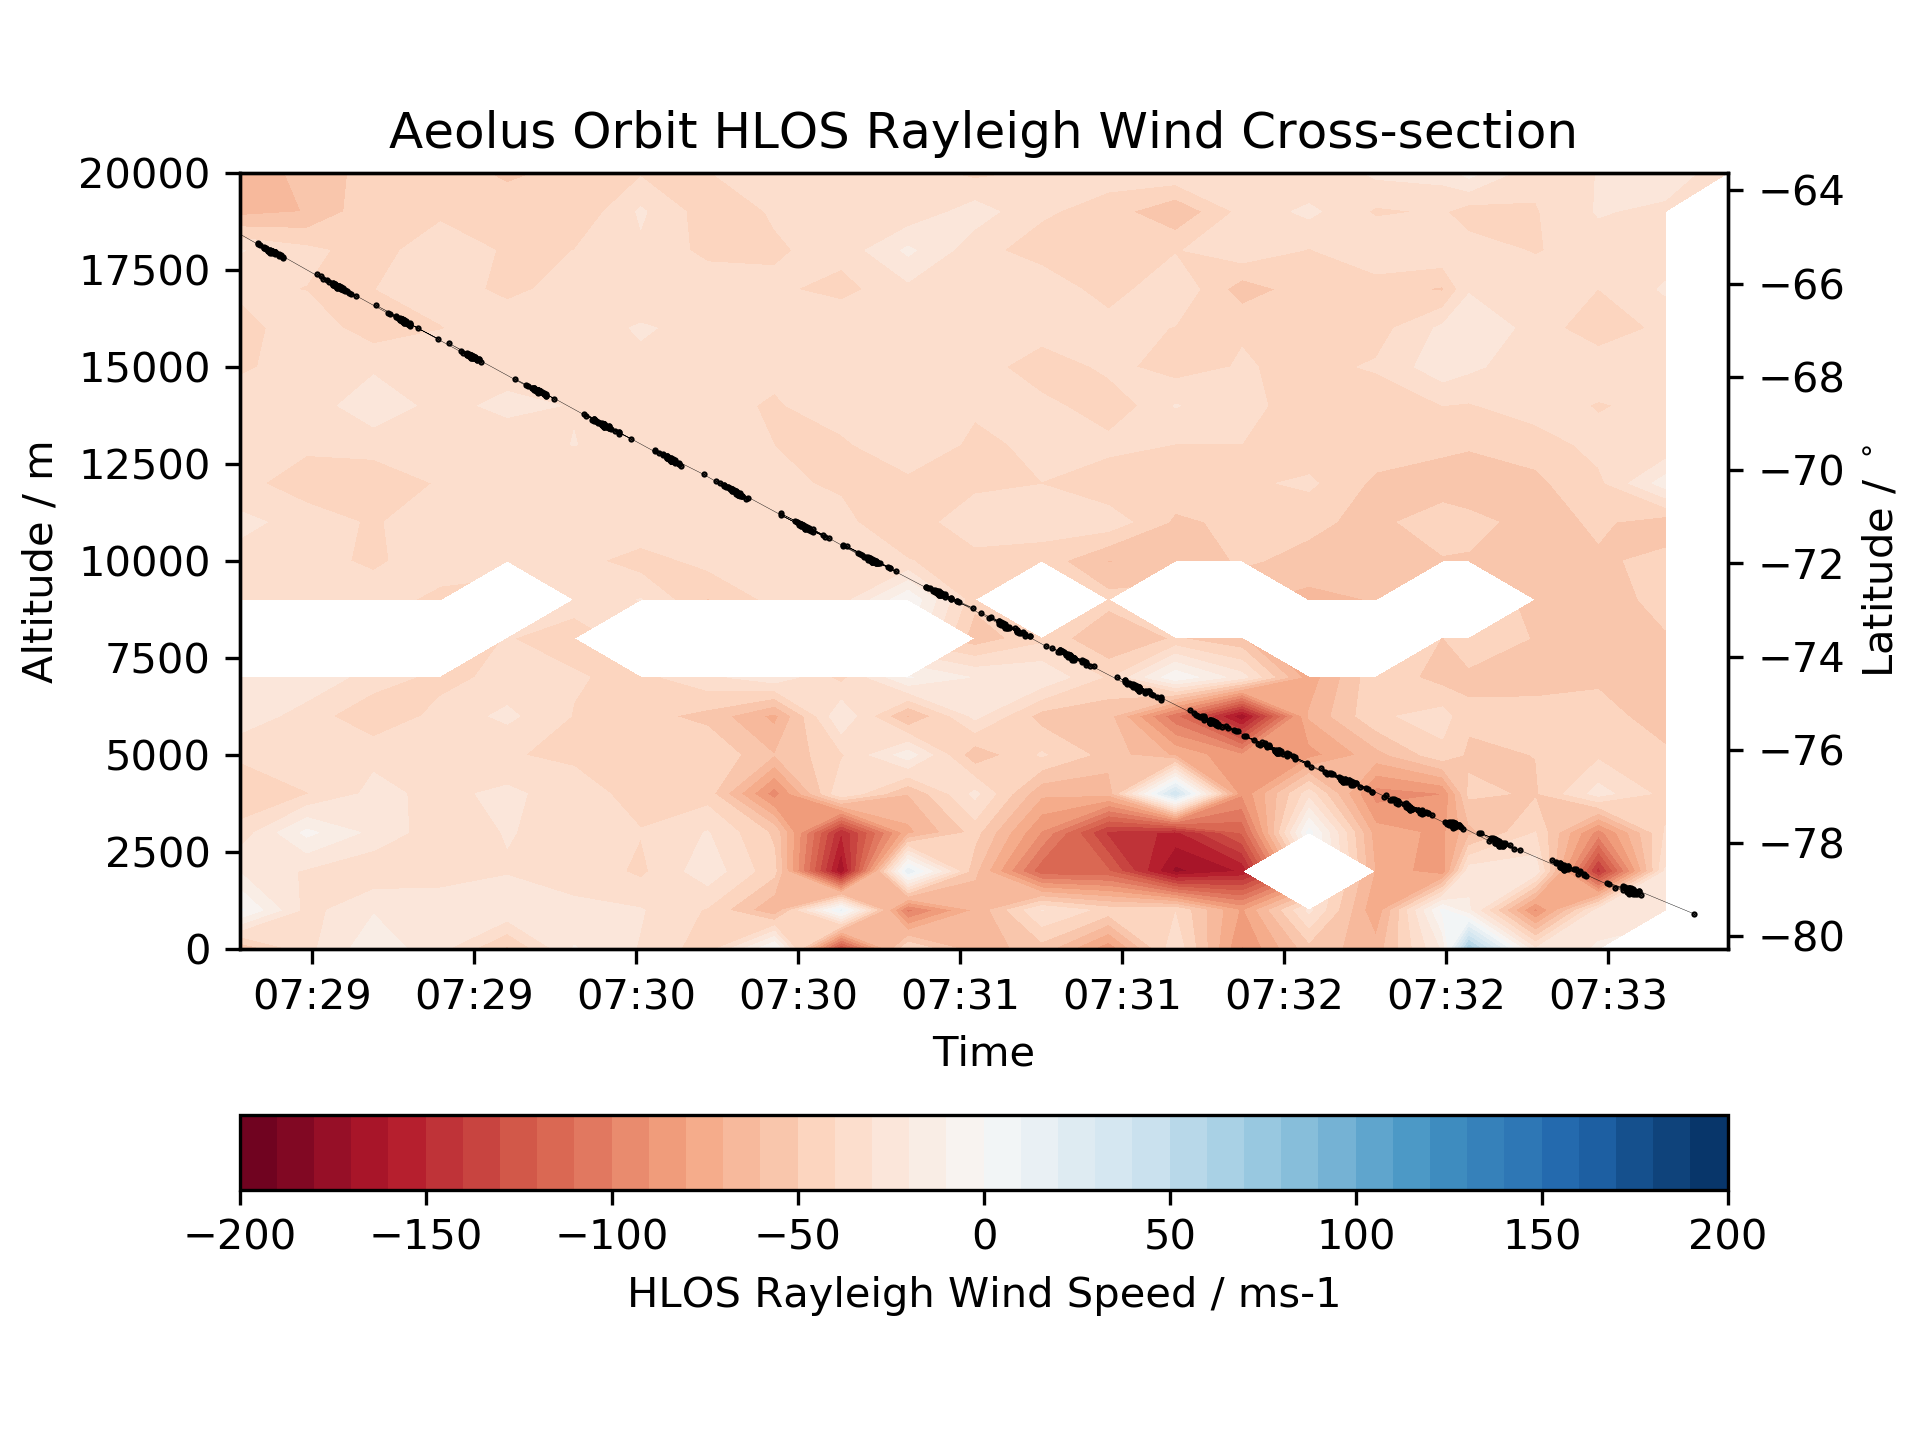 Aeolus Orbit HLOS Rayleigh Wind Cross-section
20000
17500
15000
12500
10000
7500
5000
2500
0
Altitude / m
−64
−66
−68
−70
−72
−74
−76
−78
−80
Latitude / °
07:29 07:29 07:30 07:30 07:31 07:31 07:32 07:32 07:33
Time
−200 −150 −100 −50 0 50 100 150 200
HLOS Rayleigh Wind Speed / ms-1